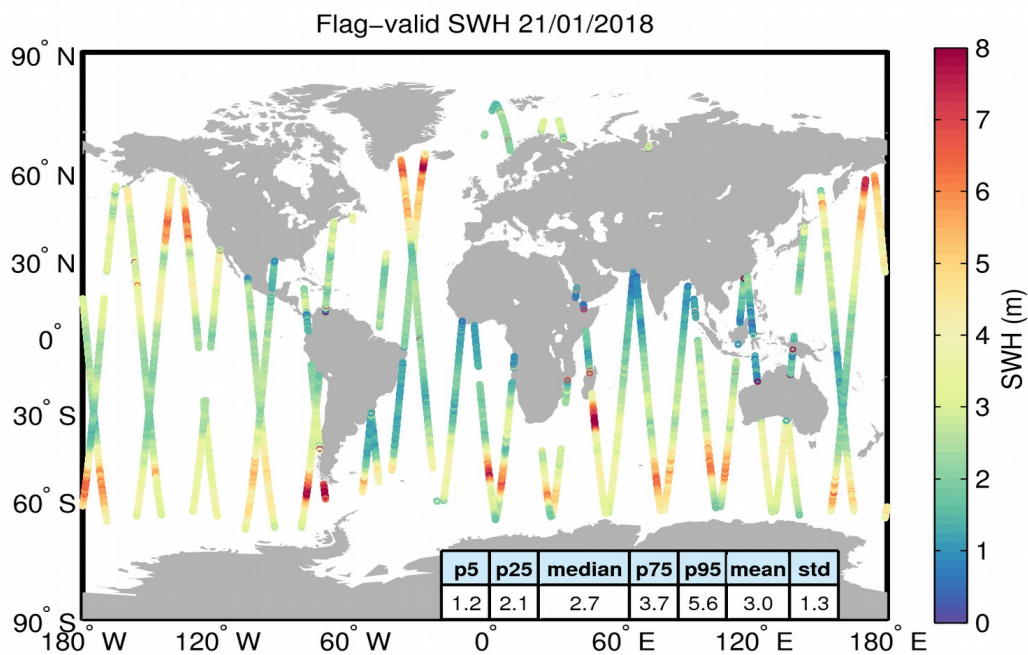 Flag−valid SWH 21/01/2018
90° N
60° N
30° N
0°
30° S
60° S
90° S
180° W
120° W
60° W
0°
60° E
120° E
180° E
p5 p25 median p75 p95 mean std
1.2 2.1 2.7 3.7 5.6 3.0 1.3
8
7
6
5
4
3
2
1
0
SWH (m)